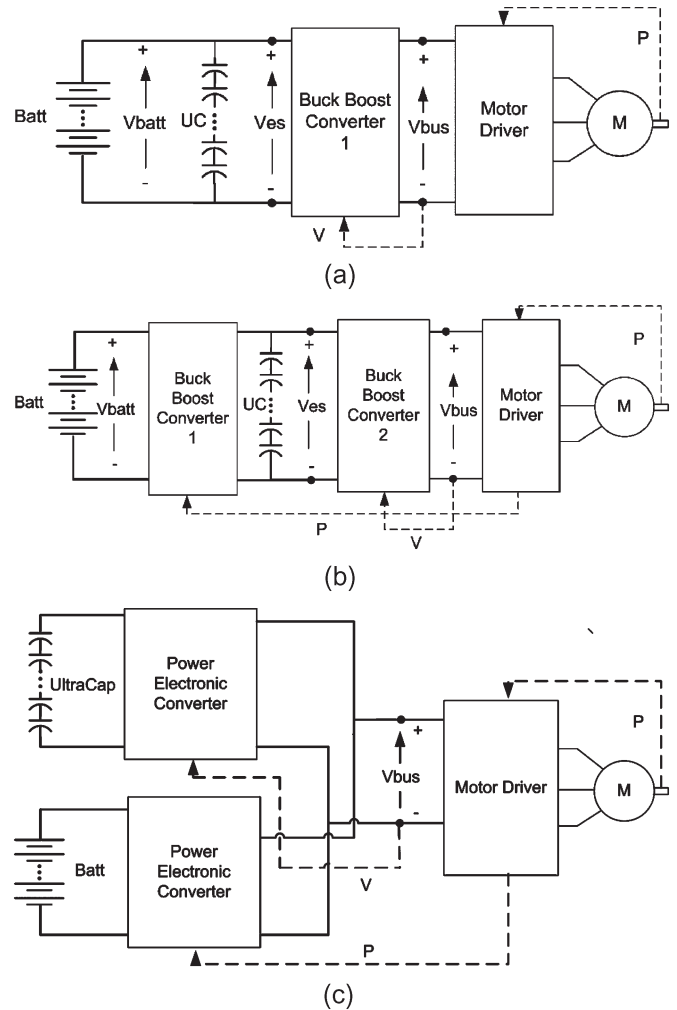 P
+
+
+
Batt
Vbatt
UC
Ves
Buck Boost
Converter
1
Vbus
Motor
Driver
M
-
-
-
V
(a)
P
+
+
+
Batt
Vbatt
Buck
Boost
Converter
1
UC
Ves
Buck
Boost
Converter
2
Vbus
Motor
Driver
M
-
-
-
P
V
(b)
UltraCap
Power
Electronic
Converter
P
+
Vbus
Motor Driver
M
-
Batt
Power
Electronic
Converter
V
P
(c)